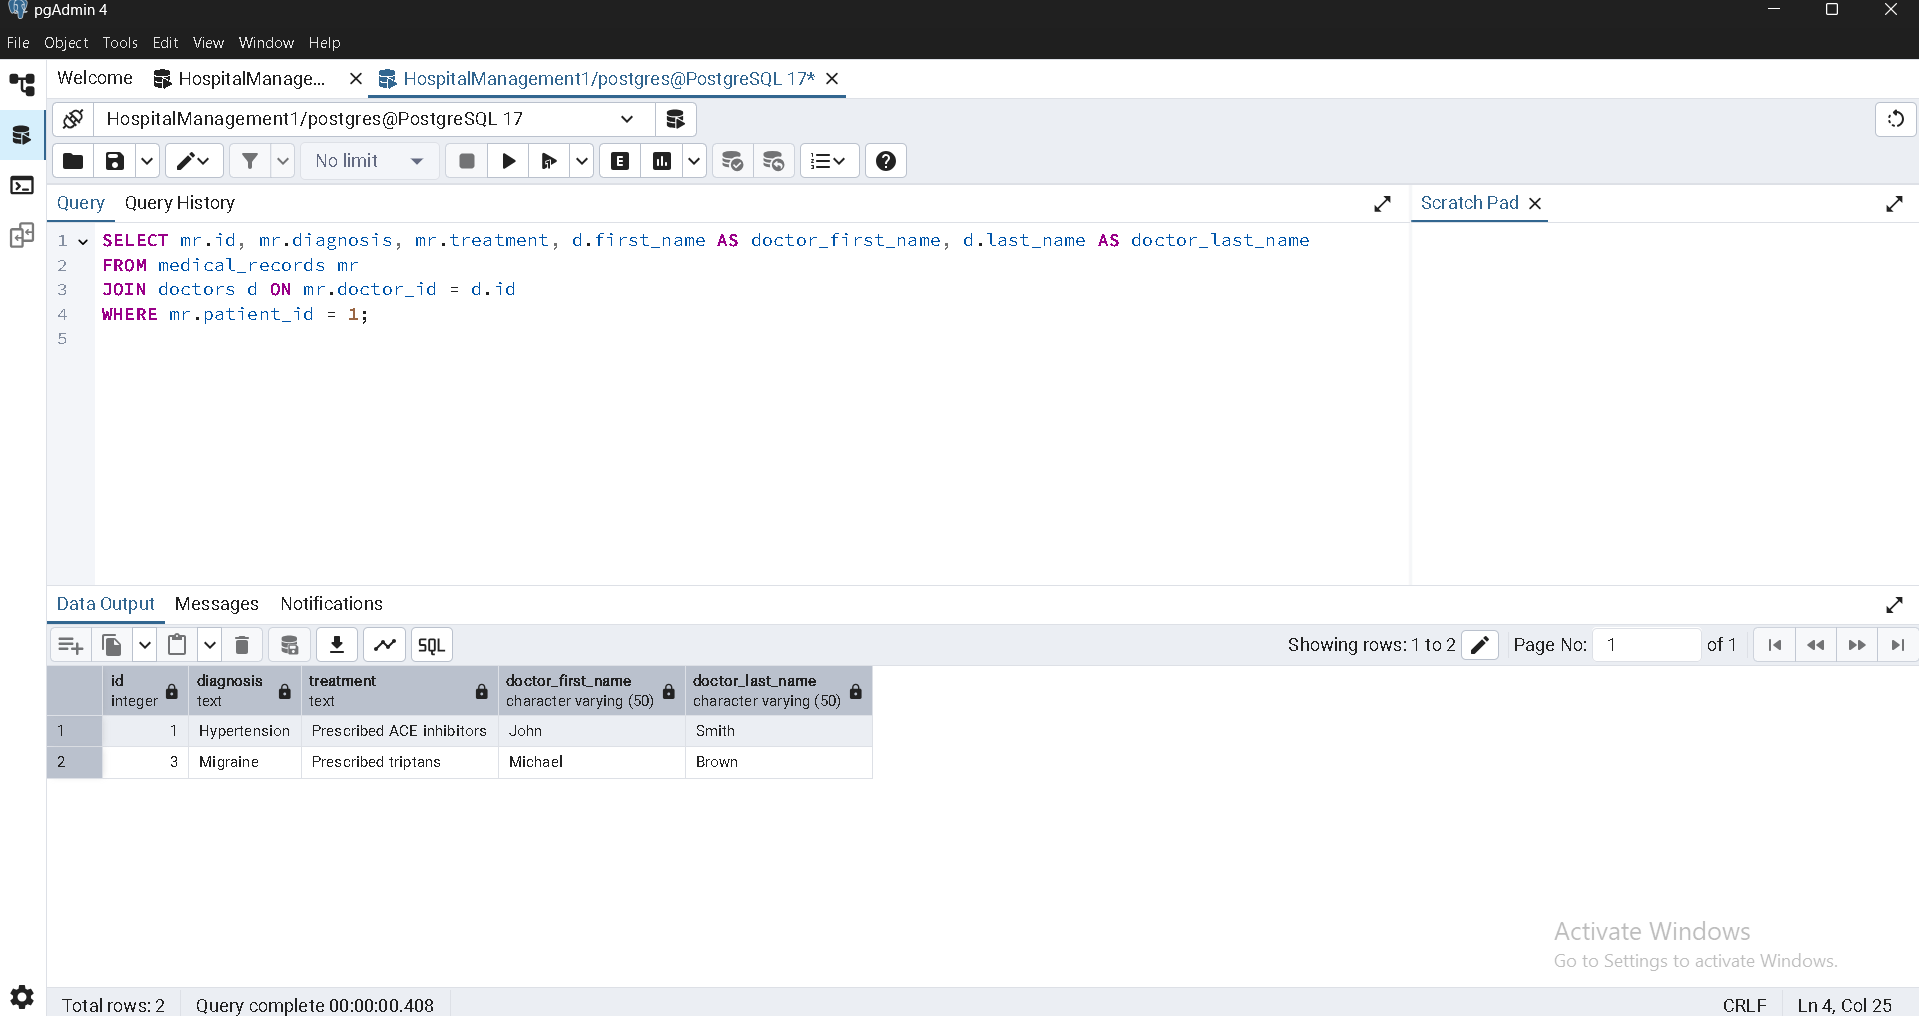 pgAdmin 4
File Object Tools Edit View Window Help
Welcome HospitalManage... HospitalManagement1/postgres@PostgreSQL 17*
HospitalManagement1/postgres@PostgreSQL 17
No limit E
Query Query History Scratch Pad
1 SELECT mr.id, mr.diagnosis, mr.treatment, d.first_name AS doctor_first_name, d.last_name AS doctor_last_name
2 FROM medical_records mr
3 JOIN doctors d ON mr.doctor_id = d.id
4 WHERE mr.patient_id = 1;
5
Data Output Messages Notifications
SQL Showing rows: 1 to 2 Page No: 1 of 1
id diagnosis treatment doctor_first_name doctor_last_name
integer text text character varying (50) character varying (50)
1 1 Hypertension Prescribed ACE inhibitors John Smith
2 3 Migraine Prescribed triptans Michael Brown
Activate Windows
Go to Settings to activate Windows.
Total rows: 2 Query complete 00:00:00.408 CRLF Ln 4, Col 25